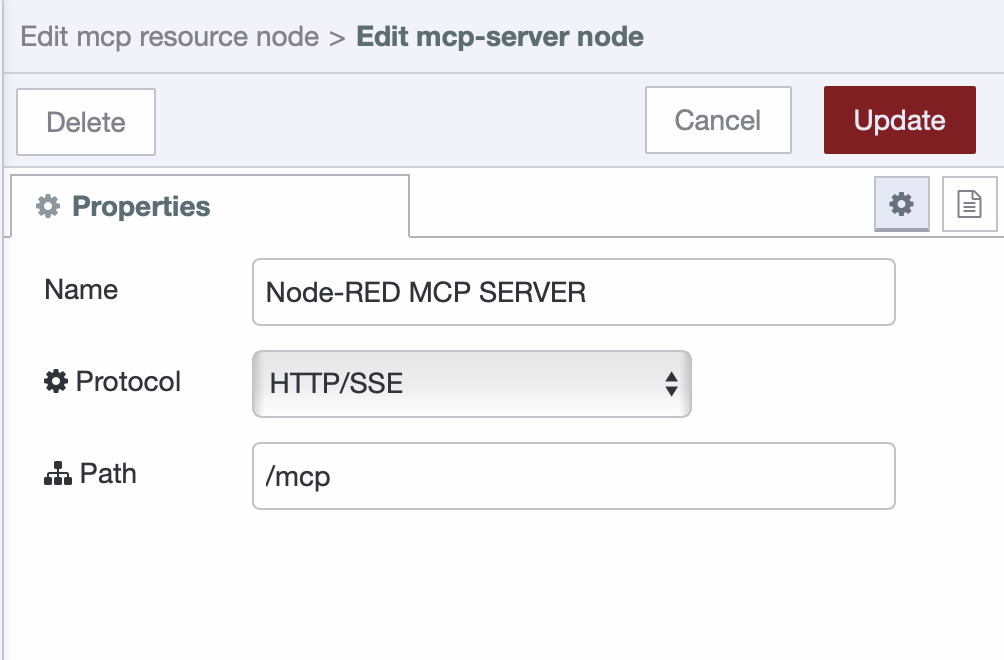 Edit mcp resource node > Edit mcp-server node
Delete
Cancel
Update
Properties
Name
Node-RED MCP SERVER
Protocol
HTTP/SSE
Path
/mcp